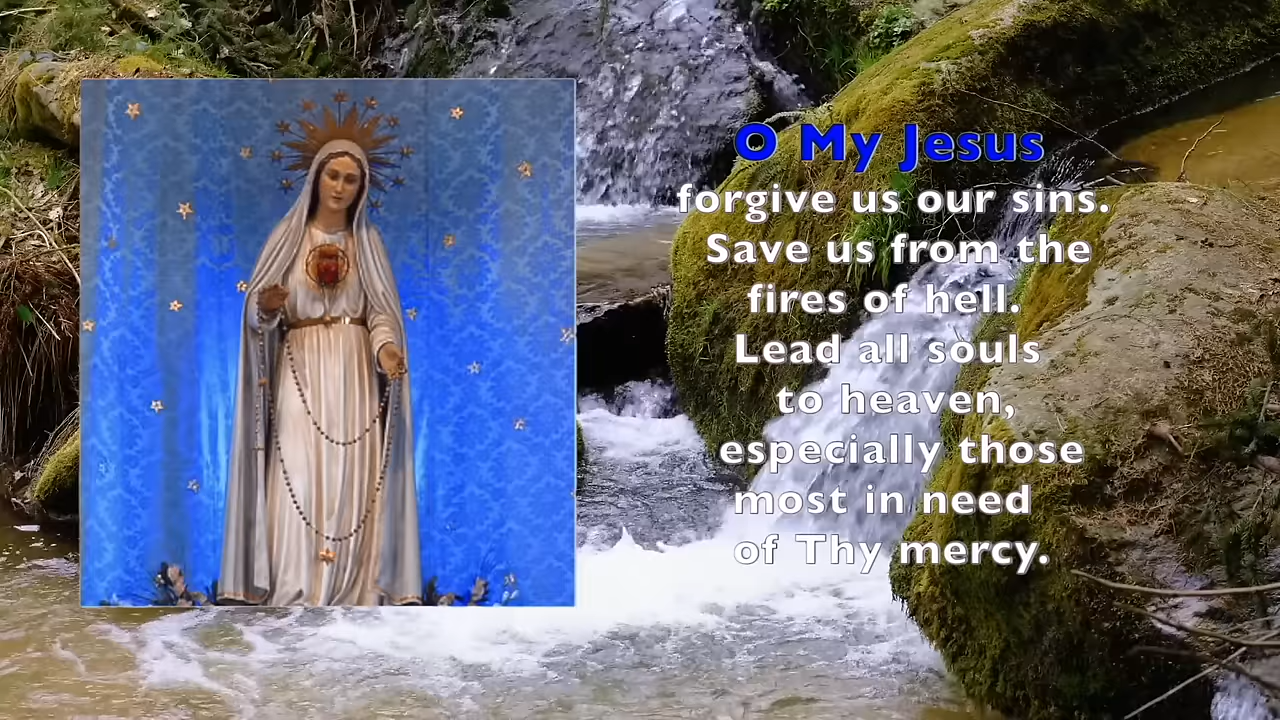 O My Jesus
forgive us our sins.
Save us from the
fires of hell.
Lead all souls
to heaven,
especially those
most in need
of Thy mercy.